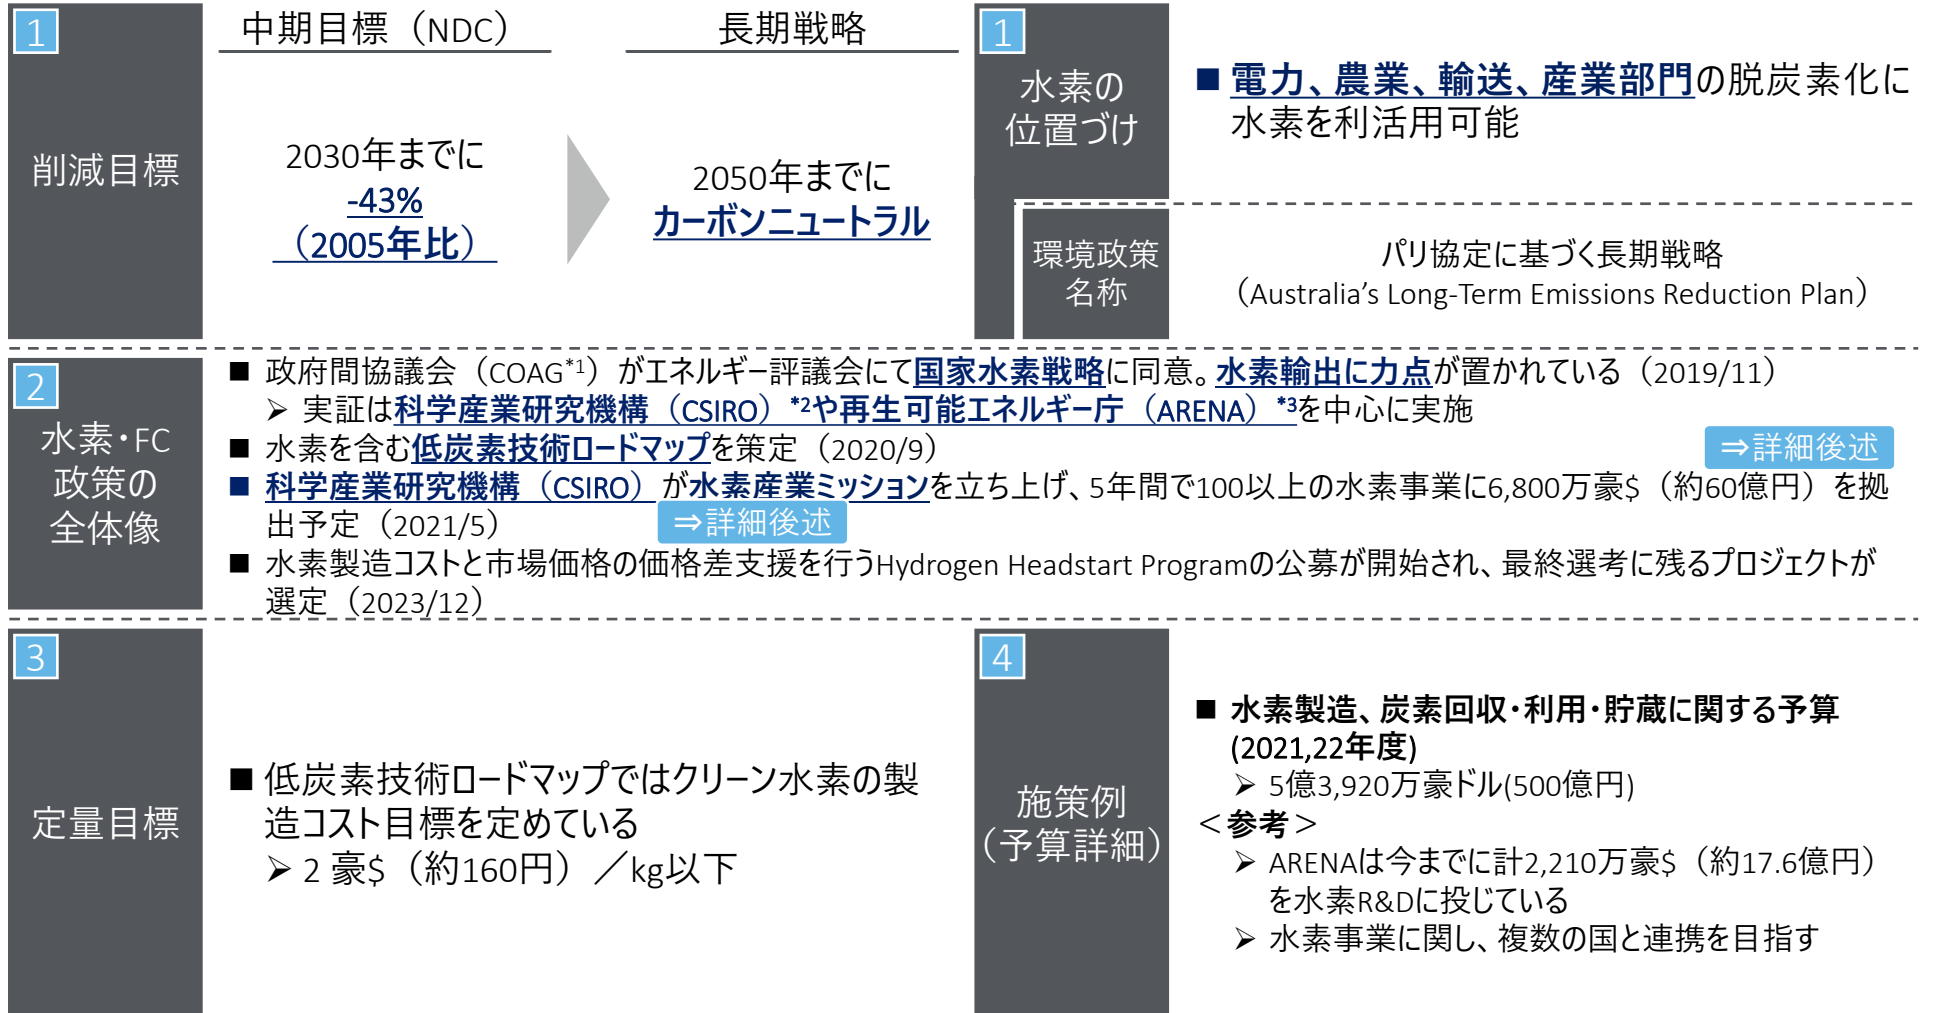 1
削減目標
中期目標（NDC）
長期戦略
2030年までに
-43%
（2005年比）
2050年までに
カーボンニュートラル
1
水素の
位置づけ
■ 電力、農業、輸送、産業部門の脱炭素化に
水素を利活用可能
環境政策
名称
パリ協定に基づく長期戦略
（Australia’s Long-Term Emissions Reduction Plan）
2
水素・FC
政策の
全体像
■ 政府間協議会（COAG*1）がエネルギー評議会にて国家水素戦略に同意。水素輸出に力点が置かれている（2019/11）
➢ 実証は科学産業研究機構（CSIRO）*2や再生可能エネルギー庁（ARENA）*3を中心に実施
■ 水素を含む低炭素技術ロードマップを策定（2020/9）
⇒詳細後述
■ 科学産業研究機構（CSIRO）が水素産業ミッションを立ち上げ、5年間で100以上の水素事業に6,800万豪$（約60億円）を拠
出予定（2021/5）
⇒詳細後述
■ 水素製造コストと市場価格の価格差支援を行うHydrogen Headstart Programの公募が開始され、最終選考に残るプロジェクトが
選定（2023/12）
3
定量目標
■ 低炭素技術ロードマップではクリーン水素の製
造コスト目標を定めている
➢ 2 豪$（約160円）／kg以下
4
施策例
（予算詳細）
■ 水素製造、炭素回収・利用・貯蔵に関する予算
(2021,22年度)
➢ 5億3,920万豪ドル(500億円)
＜参考＞
➢ ARENAは今までに計2,210万豪$（約17.6億円）
を水素R&Dに投じている
➢ 水素事業に関し、複数の国と連携を目指す